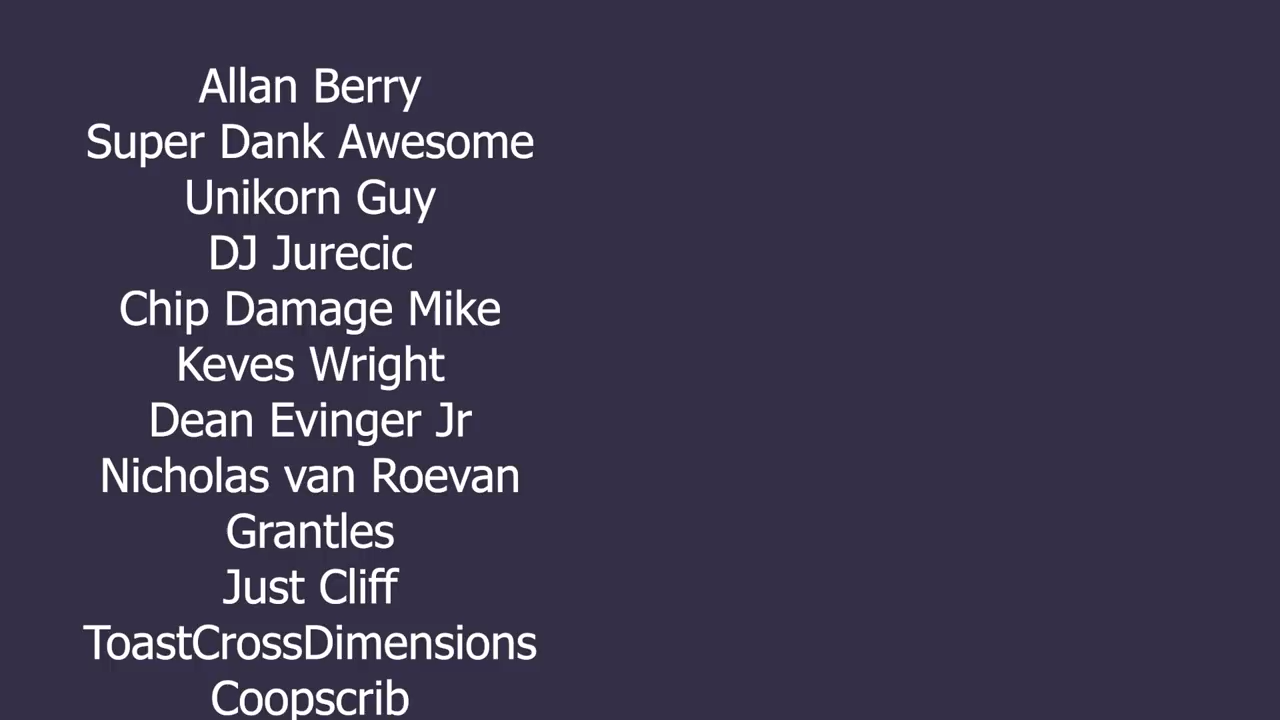 Allan Berry
Super Dank Awesome
Unikorn Guy
DJ Jurecic
Chip Damage Mike
Keves Wright
Dean Evinger Jr
Nicholas van Roevan
Grantles
Just Cliff
ToastCrossDimensions
Coopscrib